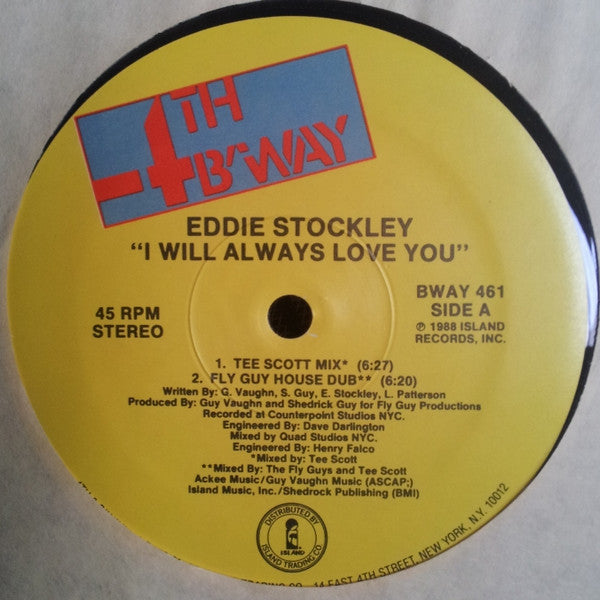 4TH
B'WAY
EDDIE STOCKLEY
"I WILL ALWAYS LOVE YOU"
45 RPM
STEREO
BWAY 461
SIDE A
℗ 1988 ISLAND
RECORDS, INC.
1. TEE SCOTT MIX* (6:27)
2. FLY GUY HOUSE DUB** (6:20)
Written By: G. Vaughn, S. Guy, E. Stockley, L. Patterson
Produced By: Guy Vaughn and Shedrick Guy for Fly Guy Productions
Recorded at Counterpoint Studios NYC.
Engineered By: Dave Darlington
Mixed by Quad Studios NYC.
Engineered By: Henry Falco
*Mixed by: Tee Scott
**Mixed By: The Fly Guys and Tee Scott
Ackee Music/Guy Vaughn Music (ASCAP;)
Island Music, Inc./Shedrock Publishing (BMI)
DISTRIBUTED BY
ISLAND
ISLAND TRADING CO
TRADING CO., 14 EAST 4TH STREET, NEW YORK, N.Y. 10012